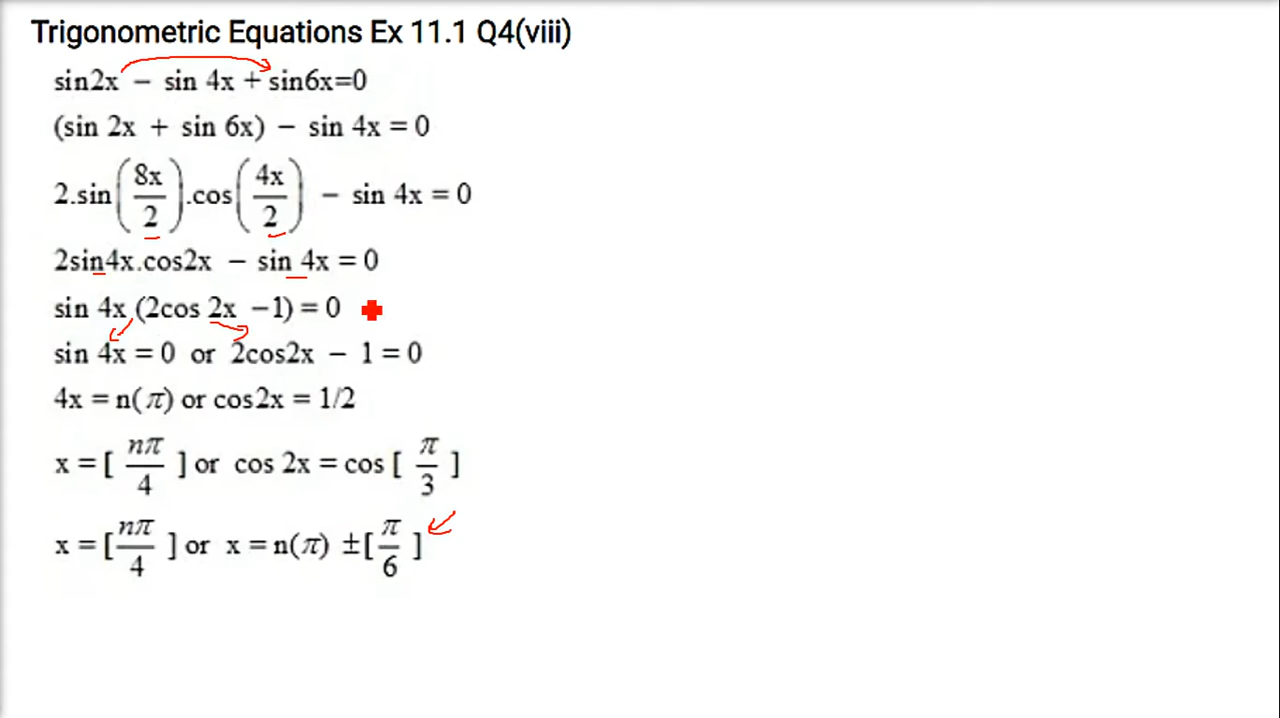 Trigonometric Equations Ex 11.1 Q4(viii)
sin2x − sin 4x + sin6x=0
(sin 2x + sin 6x) − sin 4x = 0
2.sin(8x/2).cos(4x/2) − sin 4x = 0
2sin4x.cos2x − sin 4x = 0
sin 4x (2cos 2x −1) = 0
sin 4x = 0 or 2cos2x − 1 = 0
4x = n(π) or cos2x = 1/2
x = [ nπ/4 ] or cos 2x = cos [ π/3 ]
x = [ nπ/4 ] or x = n(π) ±[ π/6 ]